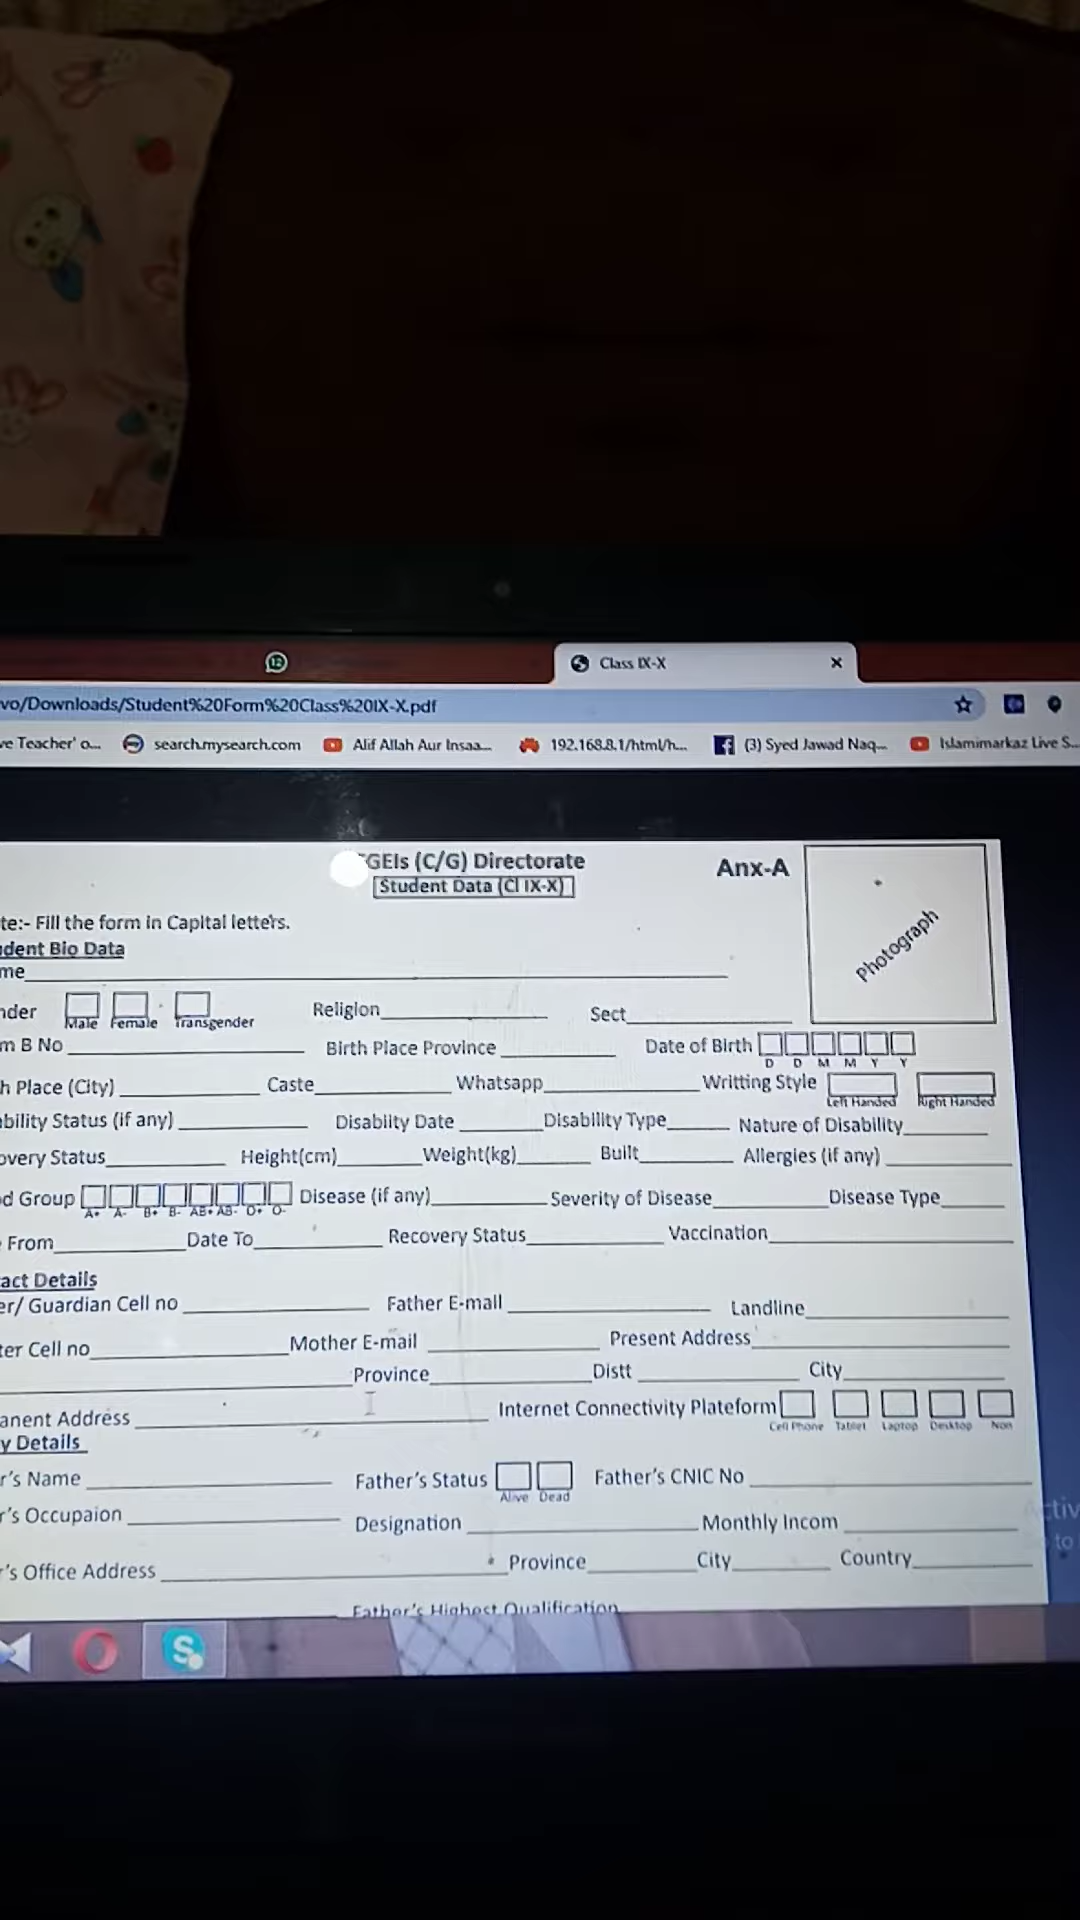 12
Class IX-X
vo/Downloads/Student%20Form%20Class%20IX-X.pdf
ve Teacher' o... search.mysearch.com Alif Allah Aur Insaa... 192.168.8.1/html/h... (3) Syed Jawad Naq... Islamimarkaz Live S...
GEIs (C/G) Directorate Anx-A
Student Data (Cl IX-X)
Photograph
te:- Fill the form in Capital letters.
dent Bio Data
me
nder Male Female Transgender Religion Sect
m B No Birth Place Province Date of Birth D D M M Y Y
h Place (City) Caste Whatsapp Writting Style Left Handed Right Handed
bility Status (if any) Disabiity Date Disability Type Nature of Disability
overy Status Height(cm) Weight(kg) Built Allergies (if any)
d Group A+ A- B+ B- AB+ AB- O+ O- Disease (if any) Severity of Disease Disease Type
From Date To Recovery Status Vaccination
act Details
er/ Guardian Cell no Father E-mail Landline
er Cell no Mother E-mail Present Address
Province Distt City
anent Address Internet Connectivity Plateform Cell Phone Tablet Laptop Desktop Non
y Details
r's Name Father's Status Alive Dead Father's CNIC No
r's Occupaion Designation Monthly Incom
r's Office Address Province City Country
Father's Highest Qualification